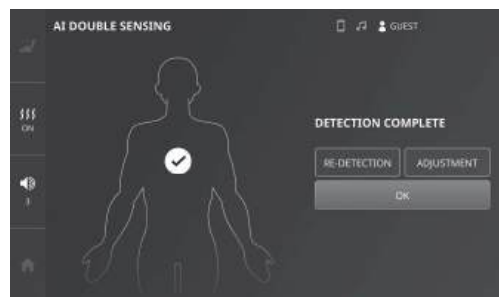 AI DOUBLE SENSING
GUEST
ON
3
DETECTION COMPLETE
RE-DETECTION
ADJUSTMENT
OK